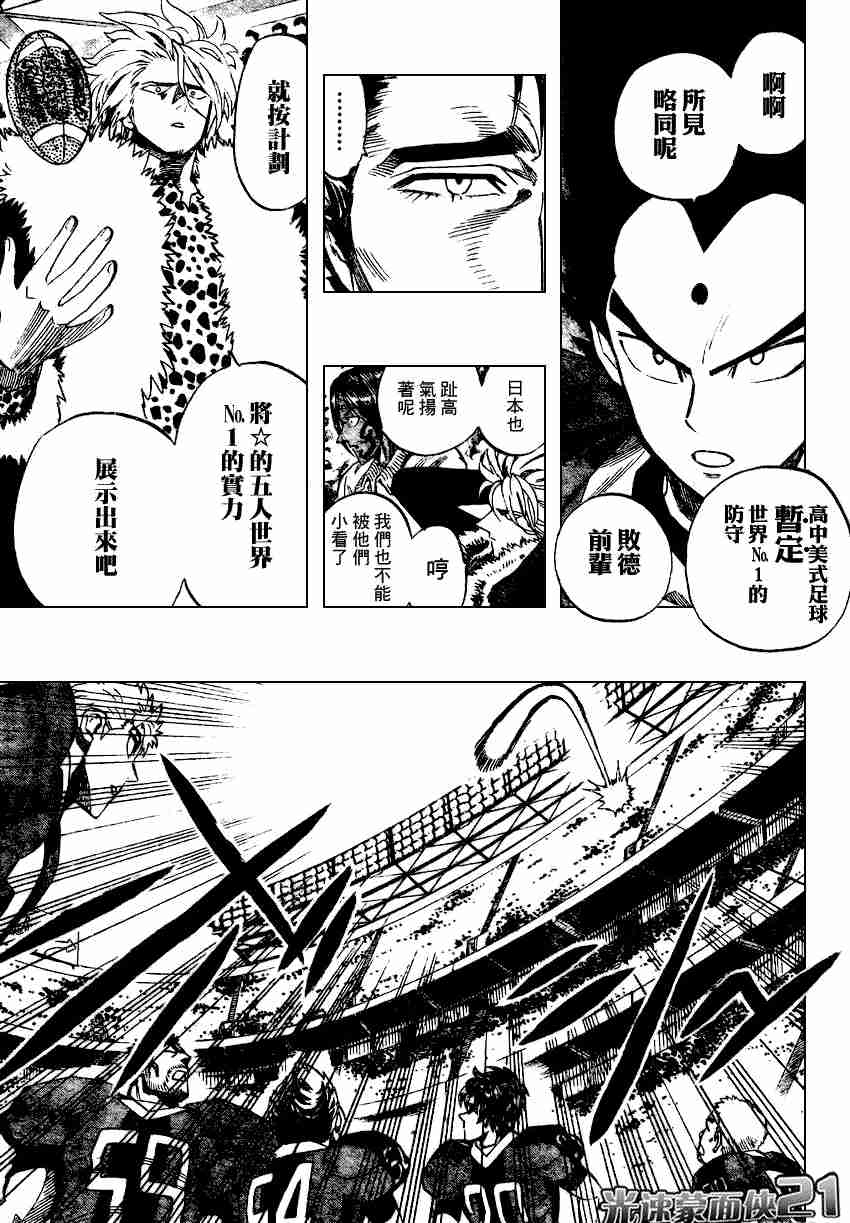 啊啊
所見
略同呢
高中美式足球
暫定
世界№1的
防守
敗德
前輩
……
日本也
趾高
氣揚
著呢
哼
我們也不能
被他們
小看了
就按計劃
將☆的五人世界
№1的實力
展示出來吧
59
光速蒙面俠21